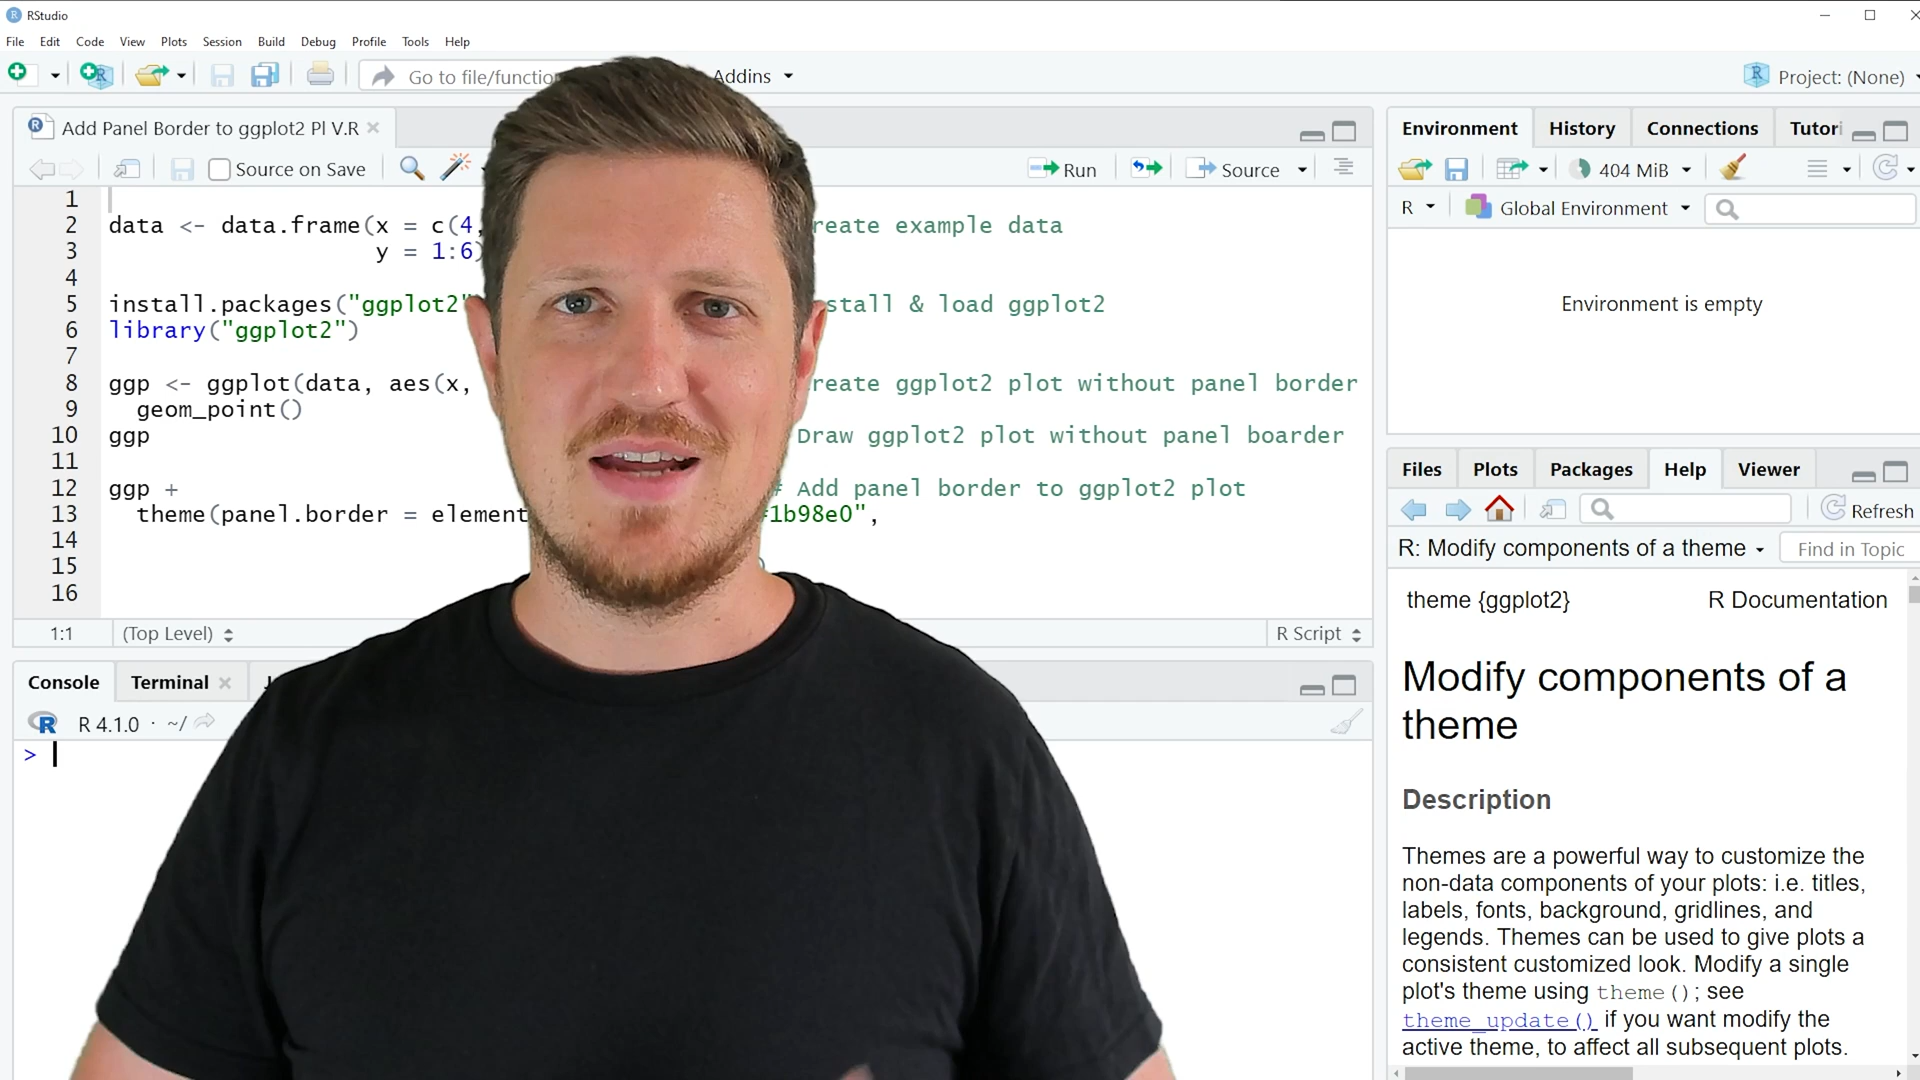 RStudio
File Edit Code View Plots Session Build Debug Profile Tools Help
Go to file/function Addins Project: (None)
Add Panel Border to ggplot2 Pl V.R
Source on Save Run Source
1
2 data <- data.frame(x = c(4, reate example data
3 y = 1:6)
4
5 install.packages("ggplot2" stall & load ggplot2
6 library("ggplot2")
7
8 ggp <- ggplot(data, aes(x, reate ggplot2 plot without panel border
9 geom_point()
10 ggp Draw ggplot2 plot without panel boarder
11
12 ggp + # Add panel border to ggplot2 plot
13 theme(panel.border = element 1b98e0",
14
15 )
16
1:1 (Top Level) R Script
Console Terminal
R 4.1.0 · ~/
>
Environment History Connections Tutori
404 MiB
R Global Environment
Environment is empty
Files Plots Packages Help Viewer
Refresh
R: Modify components of a theme Find in Topic
theme {ggplot2} R Documentation
Modify components of a
theme
Description
Themes are a powerful way to customize the
non-data components of your plots: i.e. titles,
labels, fonts, background, gridlines, and
legends. Themes can be used to give plots a
consistent customized look. Modify a single
plot's theme using theme(); see
theme_update() if you want modify the
active theme, to affect all subsequent plots.